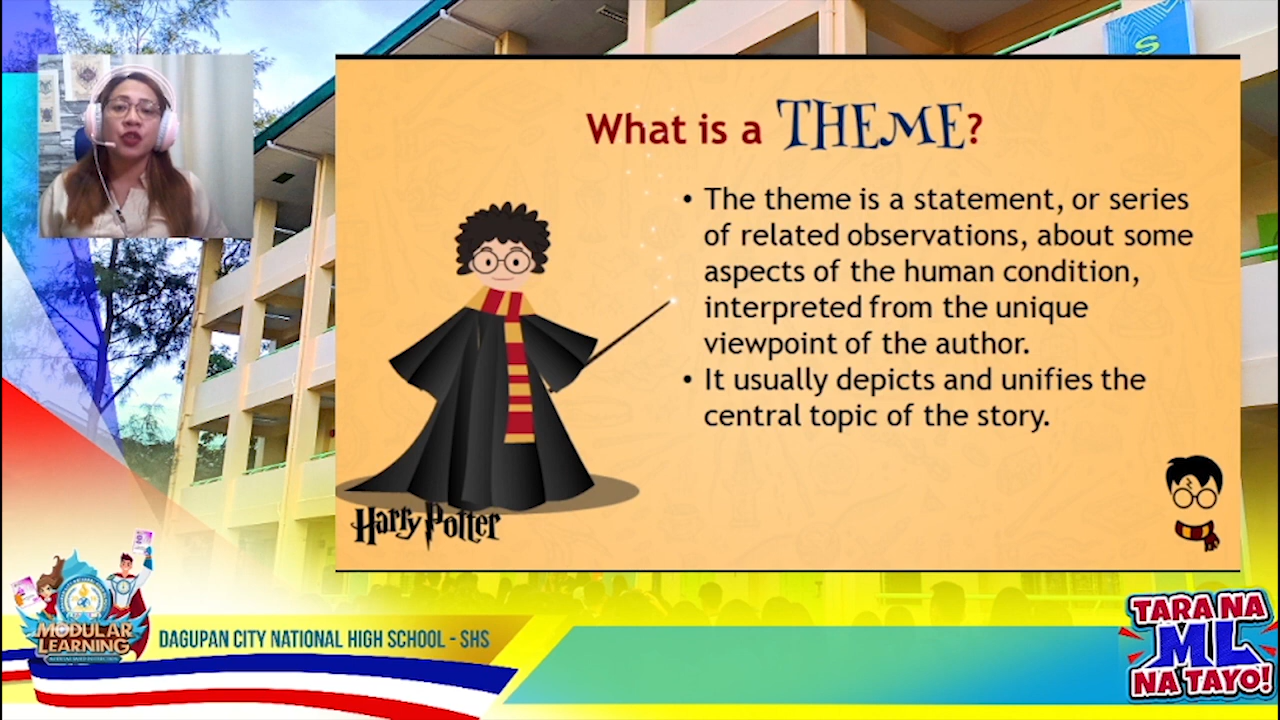 What is a THEME?
• The theme is a statement, or series
of related observations, about some
aspects of the human condition,
interpreted from the unique
viewpoint of the author.
• It usually depicts and unifies the
central topic of the story.
Harry Potter
MODULAR
LEARNING
DAGUPAN CITY NATIONAL HIGH SCHOOL - SHS
TARA NA
ML
NA TAYO!
S